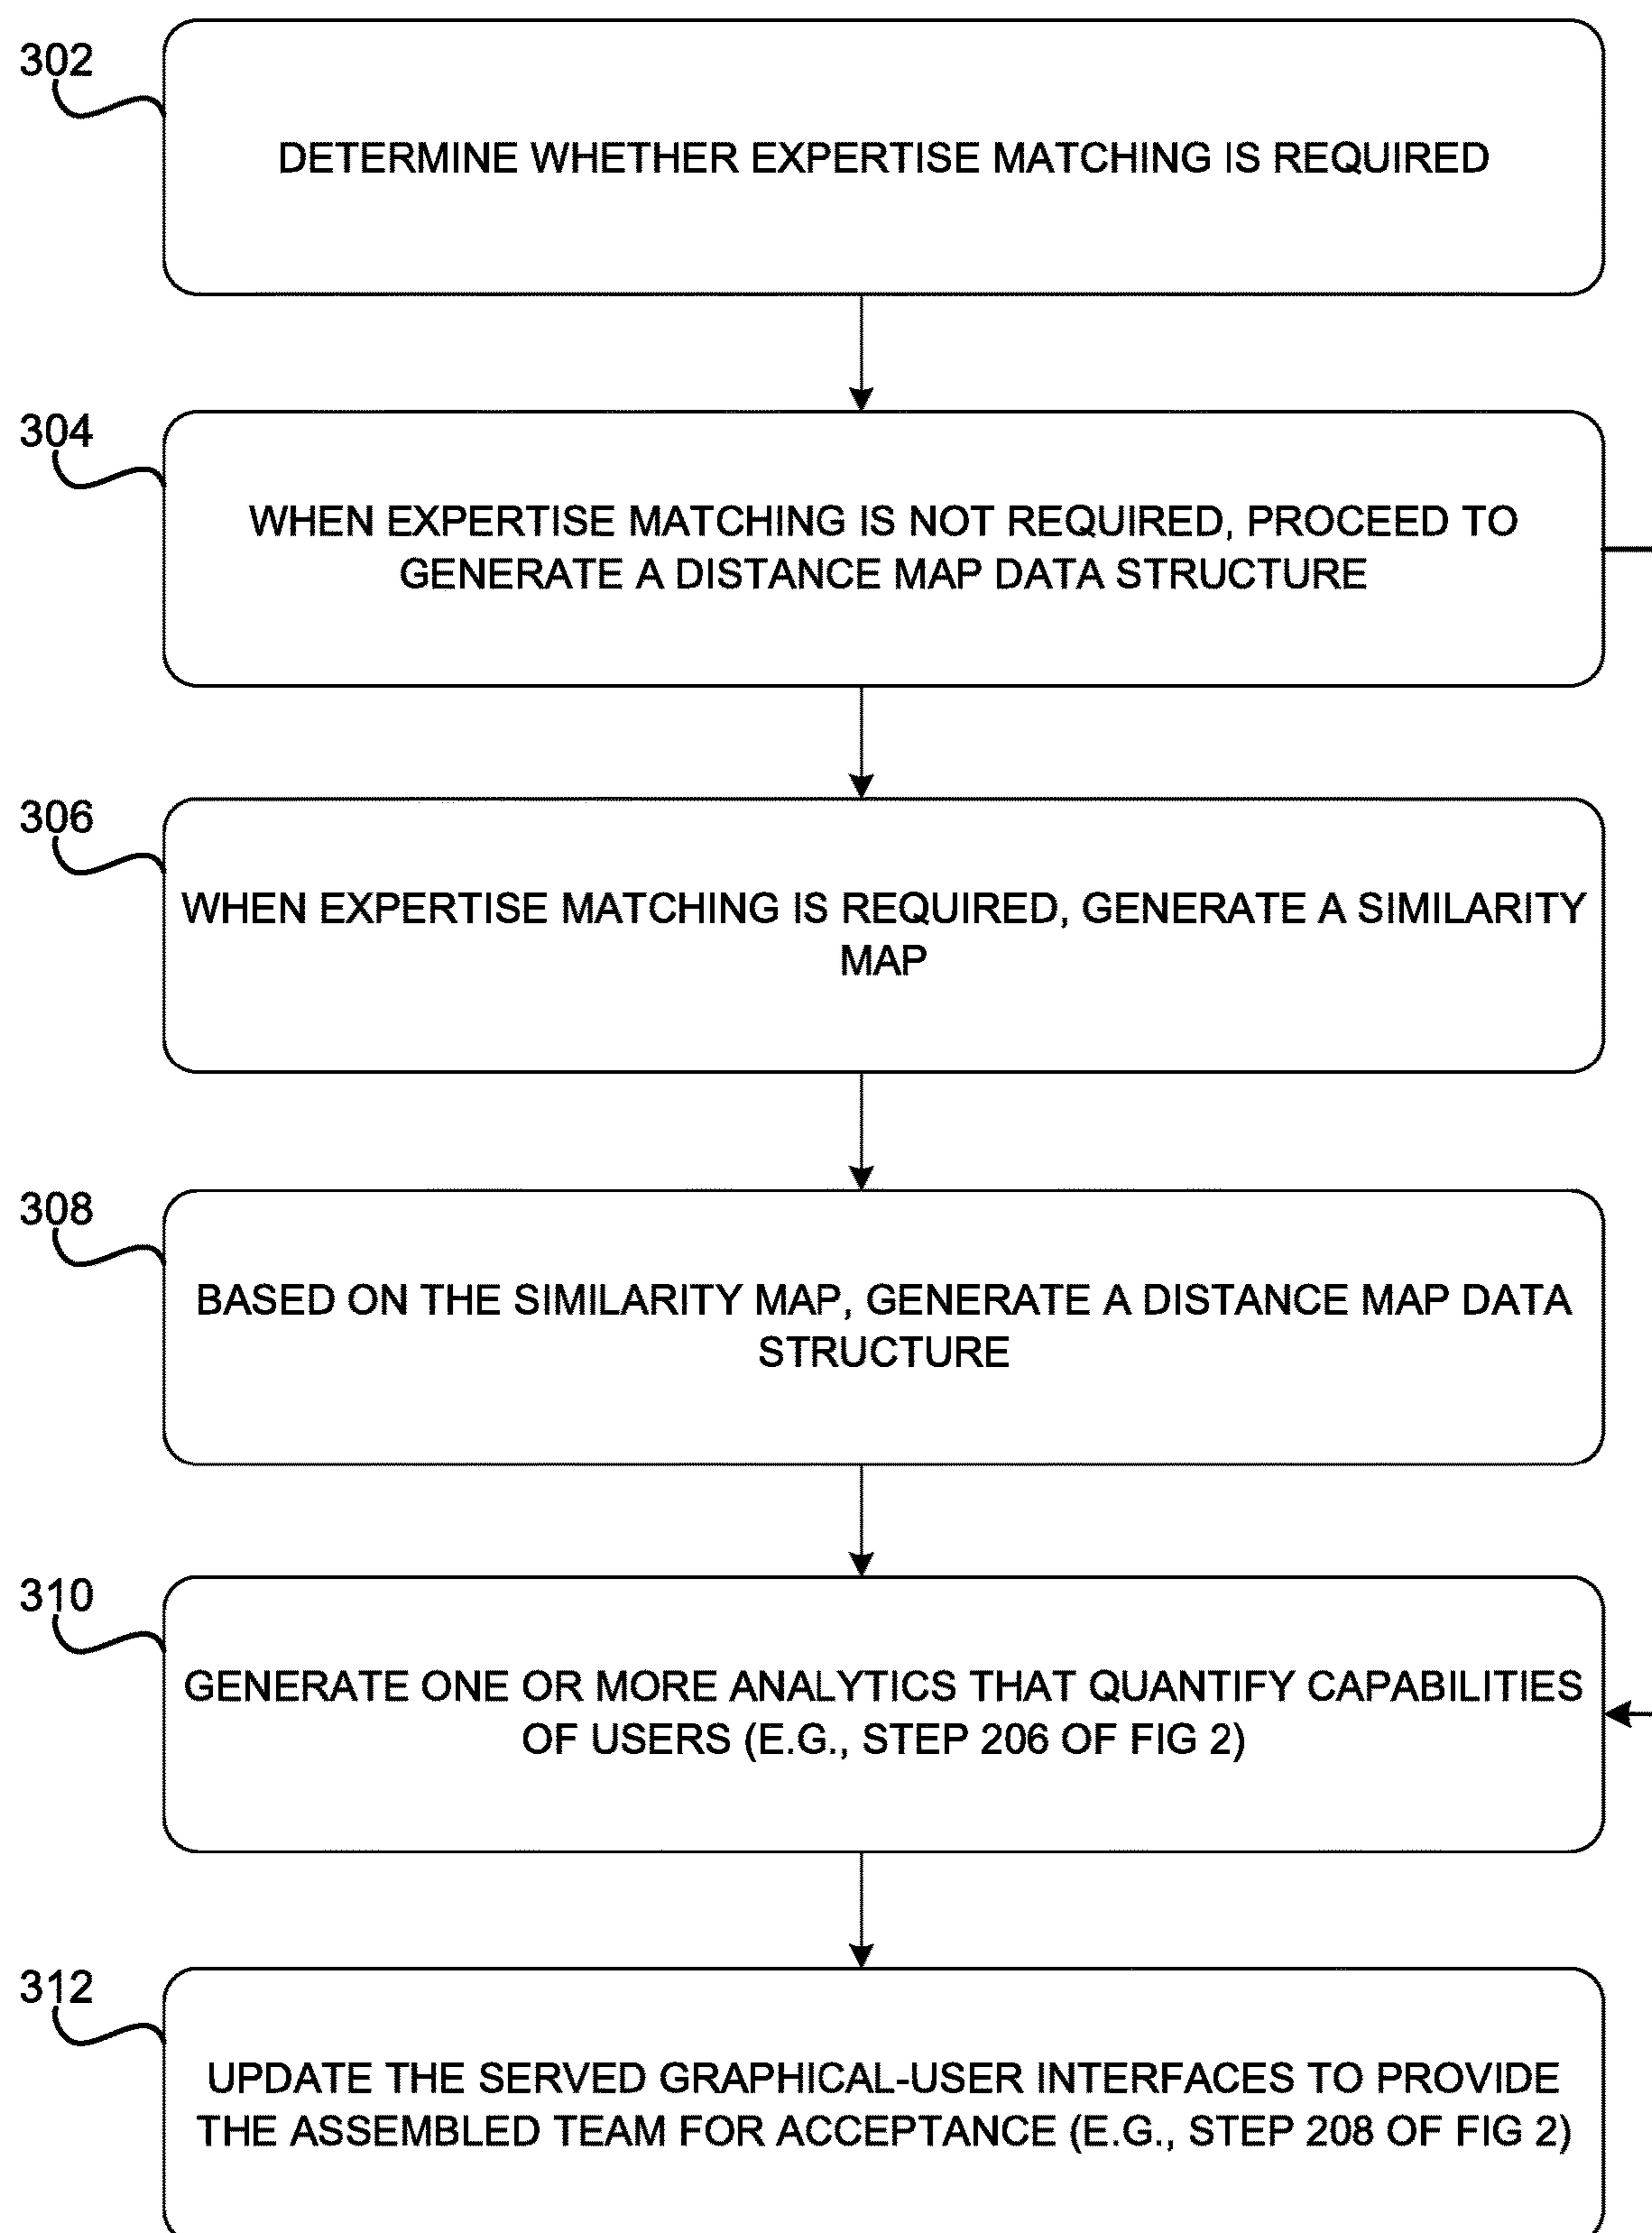 302
DETERMINE WHETHER EXPERTISE MATCHING IS REQUIRED
304
WHEN EXPERTISE MATCHING IS NOT REQUIRED, PROCEED TO
GENERATE A DISTANCE MAP DATA STRUCTURE
306
WHEN EXPERTISE MATCHING IS REQUIRED, GENERATE A SIMILARITY
MAP
308
BASED ON THE SIMILARITY MAP, GENERATE A DISTANCE MAP DATA
STRUCTURE
310
GENERATE ONE OR MORE ANALYTICS THAT QUANTIFY CAPABILITIES
OF USERS (E.G., STEP 206 OF FIG 2)
312
UPDATE THE SERVED GRAPHICAL-USER INTERFACES TO PROVIDE
THE ASSEMBLED TEAM FOR ACCEPTANCE (E.G., STEP 208 OF FIG 2)